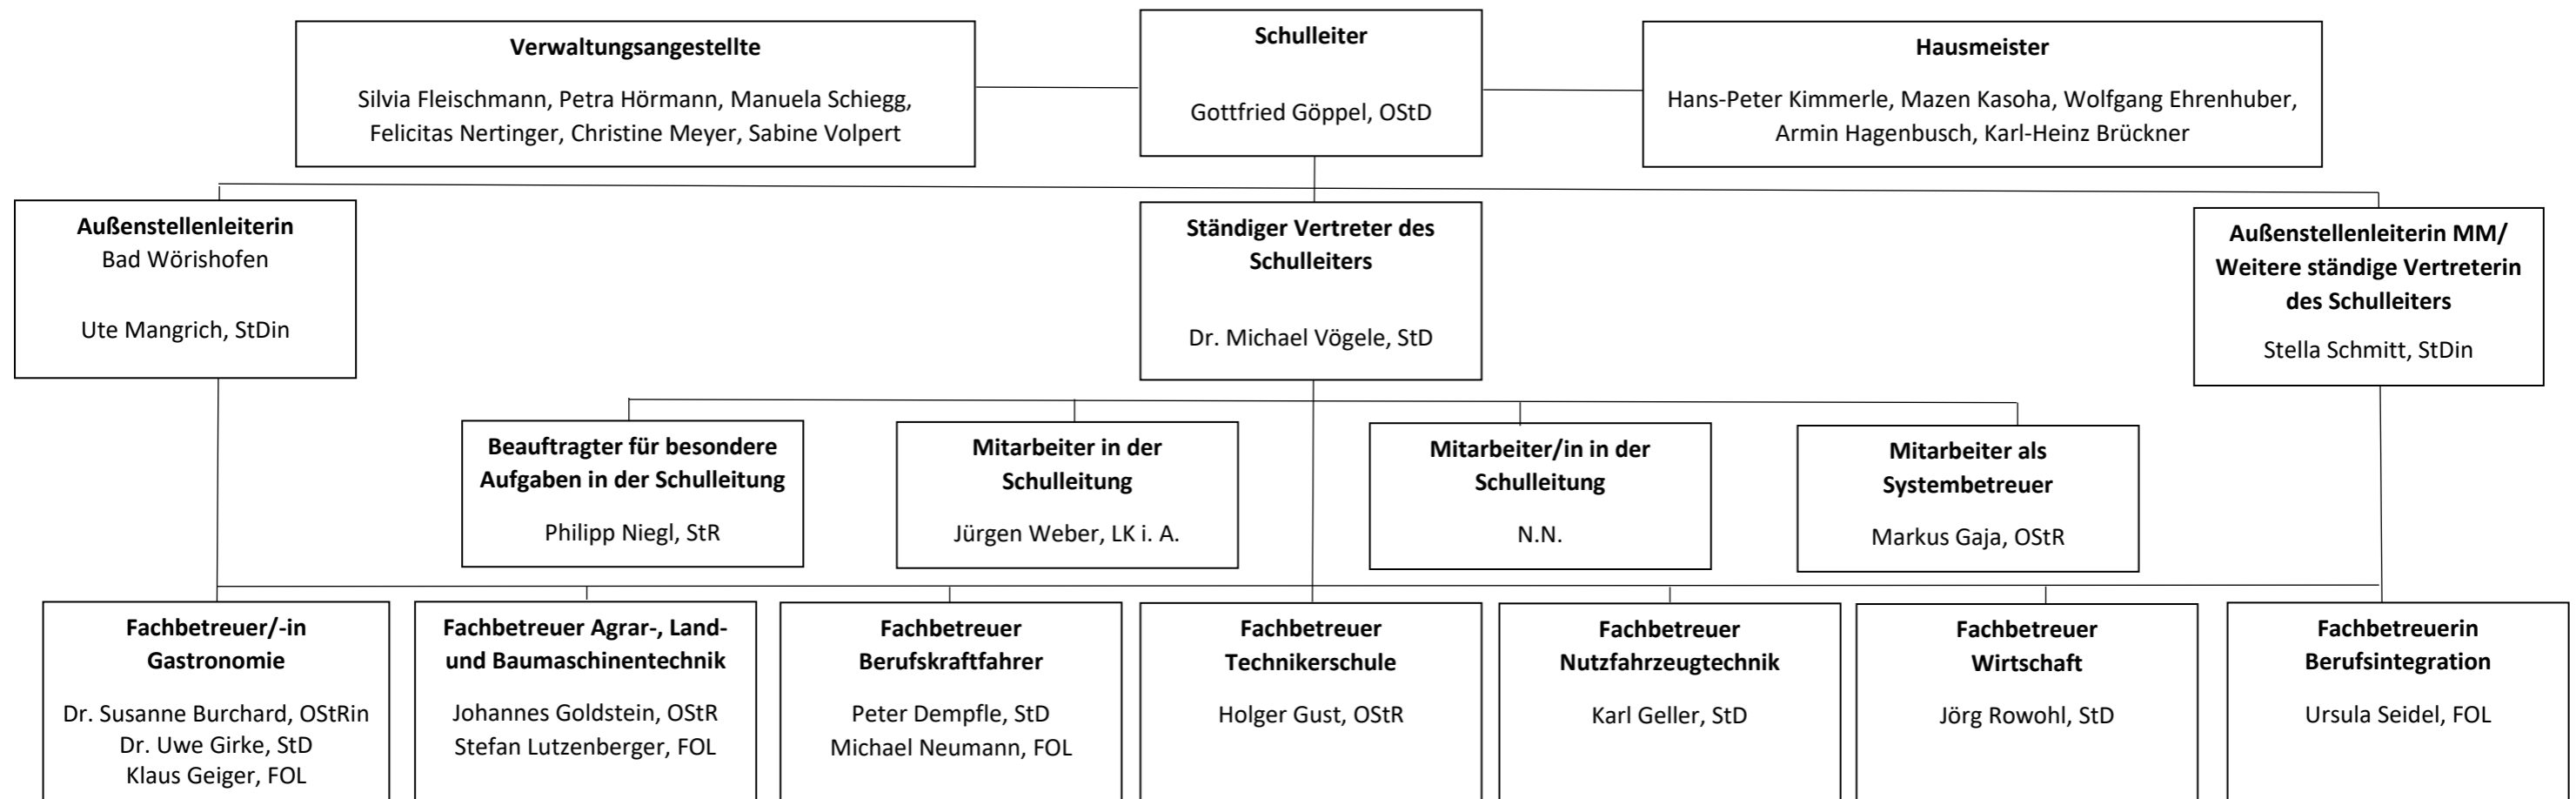 Verwaltungsangestellte
Silvia Fleischmann, Petra Hörmann, Manuela Schiegg,
Felicitas Nertinger, Christine Meyer, Sabine Volpert
Schulleiter
Gottfried Göppel, OStD
Hausmeister
Hans-Peter Kimmerle, Mazen Kasoha, Wolfgang Ehrenhuber,
Armin Hagenbusch, Karl-Heinz Brückner
Außenstellenleiterin
Bad Wörishofen
Ute Mangrich, StDin
Ständiger Vertreter des
Schulleiters
Dr. Michael Vögele, StD
Außenstellenleiterin MM/
Weitere ständige Vertreterin
des Schulleiters
Stella Schmitt, StDin
Beauftragter für besondere
Aufgaben in der Schulleitung
Philipp Niegl, StR
Mitarbeiter in der
Schulleitung
Jürgen Weber, LK i. A.
Mitarbeiter/in in der
Schulleitung
N.N.
Mitarbeiter als
Systembetreuer
Markus Gaja, OStR
Fachbetreuer/-in
Gastronomie
Dr. Susanne Burchard, OStRin
Dr. Uwe Girke, StD
Klaus Geiger, FOL
Fachbetreuer Agrar-, Land-
und Baumaschinentechnik
Johannes Goldstein, OStR
Stefan Lutzenberger, FOL
Fachbetreuer
Berufskraftfahrer
Peter Dempfle, StD
Michael Neumann, FOL
Fachbetreuer
Technikerschule
Holger Gust, OStR
Fachbetreuer
Nutzfahrzeugtechnik
Karl Geller, StD
Fachbetreuer
Wirtschaft
Jörg Rowohl, StD
Fachbetreuerin
Berufsintegration
Ursula Seidel, FOL